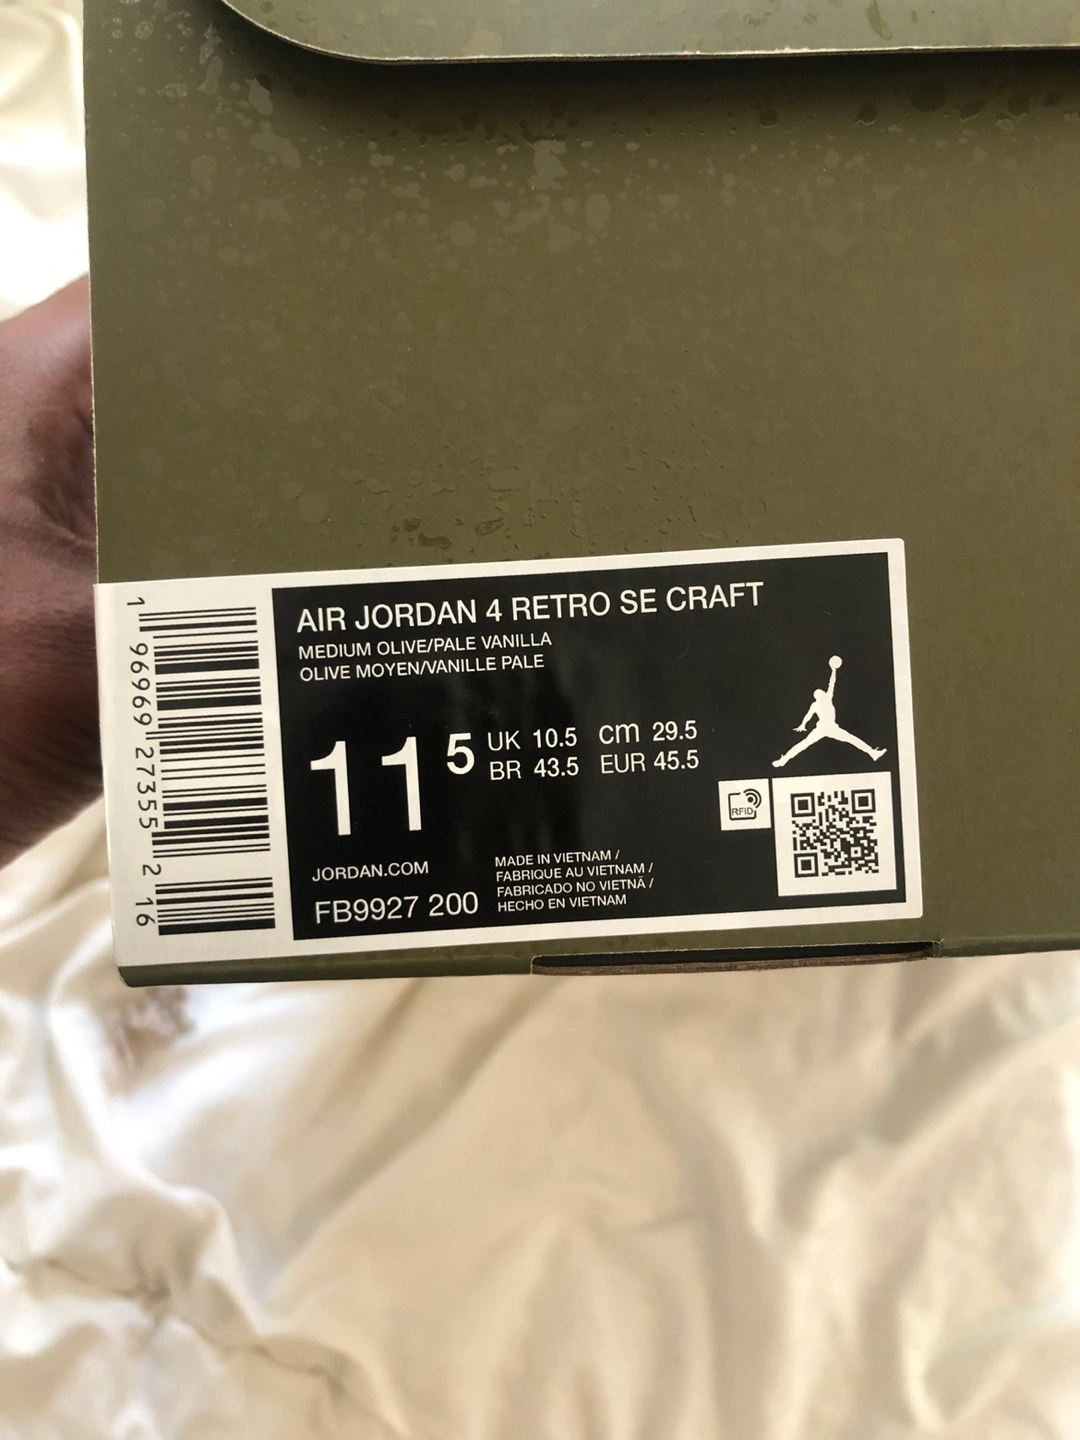 AIR JORDAN 4 RETRO SE CRAFT
MEDIUM OLIVE/PALE VANILLA
OLIVE MOYEN/VANILLE PALE
11 5
UK 10.5 cm 29.5
BR 43.5 EUR 45.5
RFID
JORDAN.COM
FB9927 200
MADE IN VIETNAM /
FABRIQUE AU VIETNAM /
FABRICADO NO VIETNÃ /
HECHO EN VIETNAM
1 96969 27355 2 16